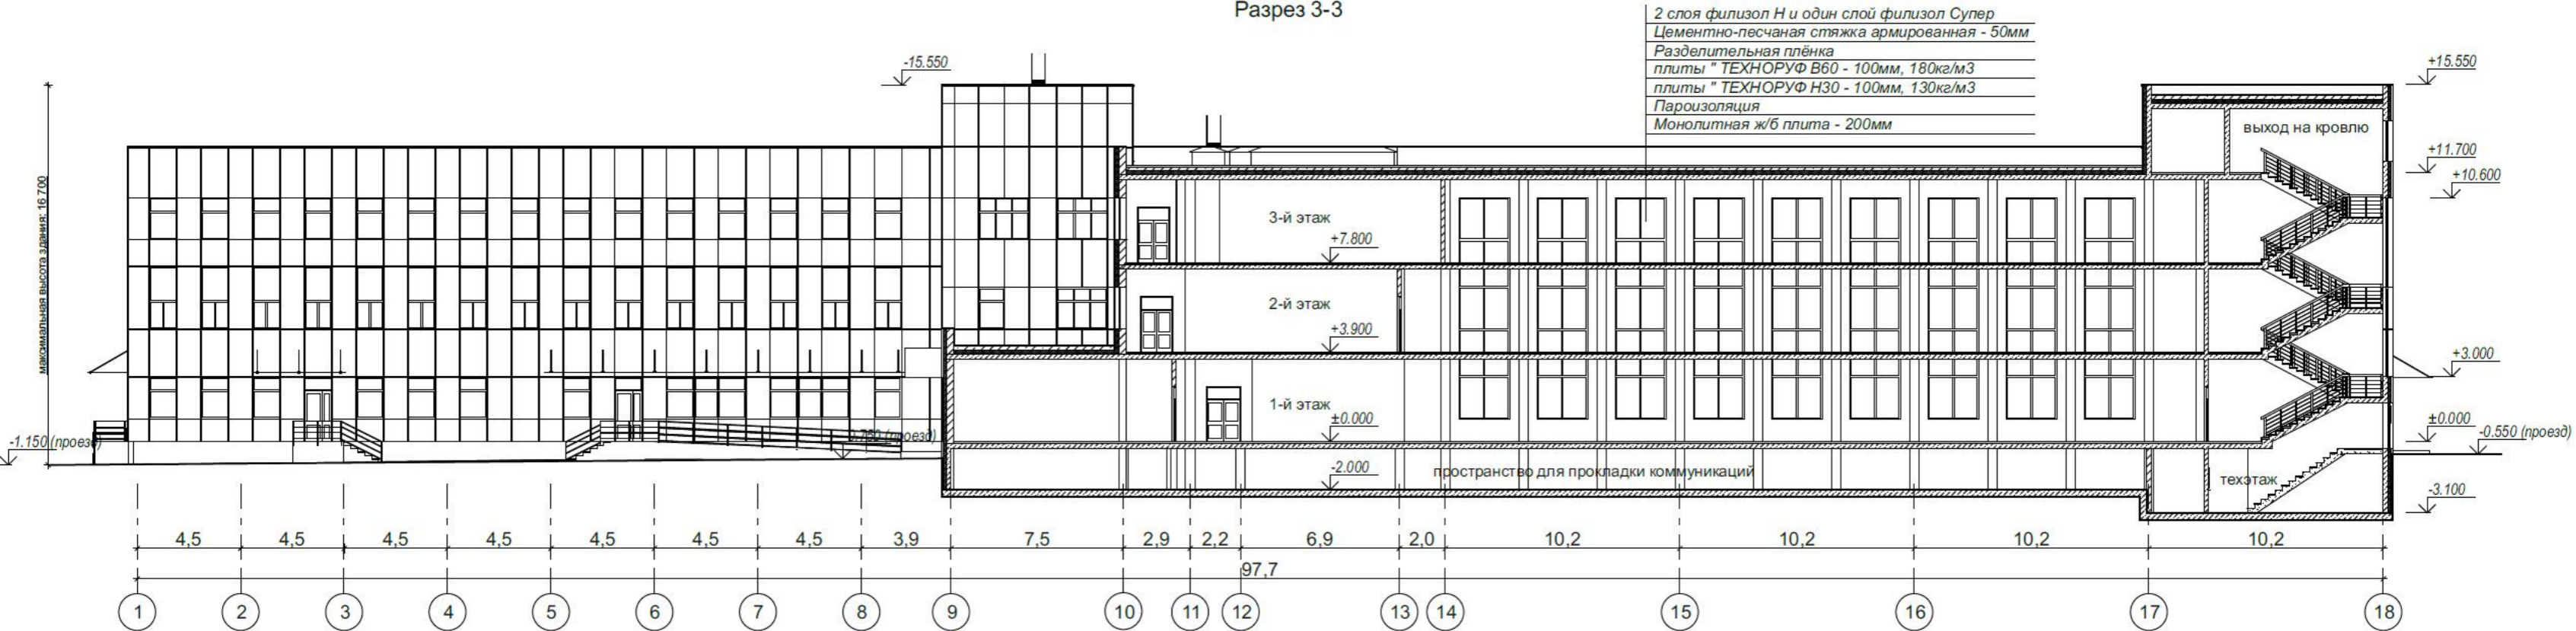 Разрез 3-3
2 слоя филизол Н и один слой филизол Супер
Цементно-песчаная стяжка армированная - 50мм
Разделительная плёнка
плиты " ТЕХНОРУФ В60 - 100мм, 180кг/м3
плиты " ТЕХНОРУФ Н30 - 100мм, 130кг/м3
Пароизоляция
Монолитная ж/б плита - 200мм
-15.550
+15.550
выход на кровлю
+11.700
+10.600
максимальная высота здания: 16 700
3-й этаж
+7.800
2-й этаж
+3.900
+3.000
1-й этаж
±0.000
±0.000
-0.550 (проезд)
-1.150 (проезд)
(проезд)
-2.000
пространство для прокладки коммуникаций
техэтаж
-3.100
4,5 4,5 4,5 4,5 4,5 4,5 4,5 3,9 7,5 2,9 2,2 6,9 2,0 10,2 10,2 10,2 10,2
97,7
1 2 3 4 5 6 7 8 9 10 11 12 13 14 15 16 17 18